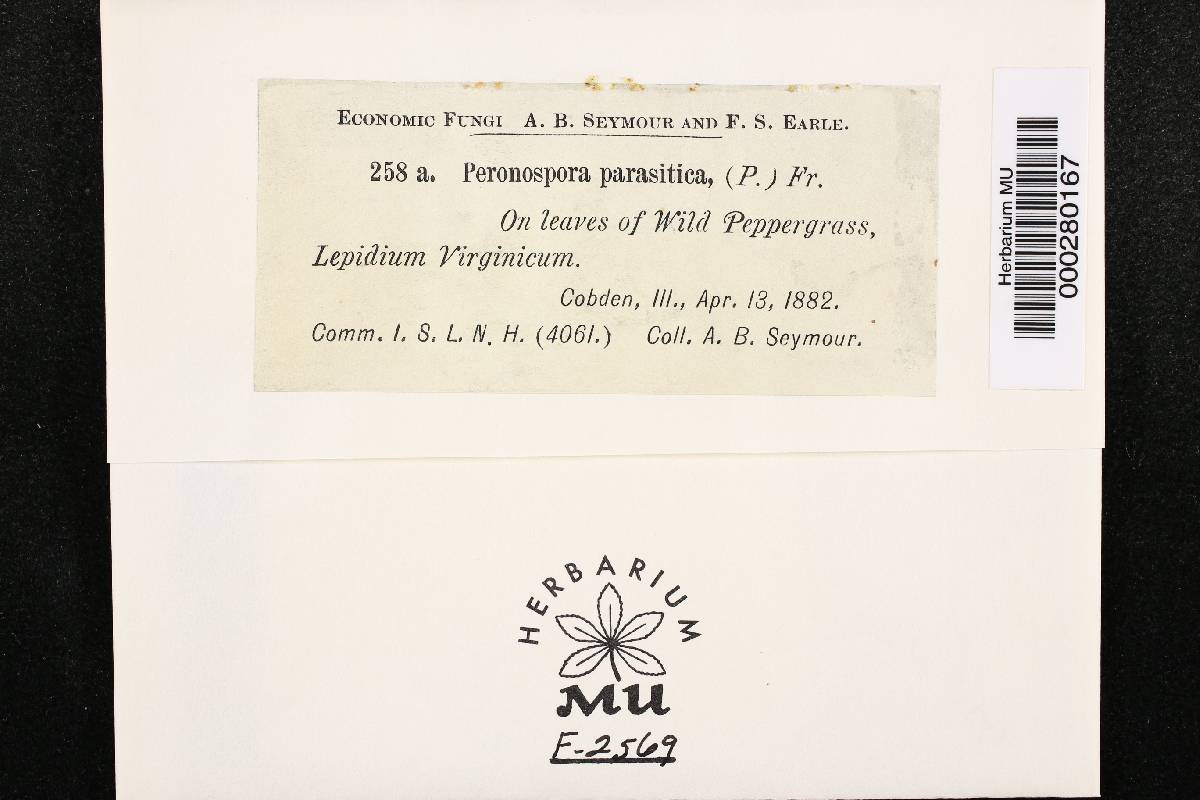 ECONOMIC FUNGI A. B. SEYMOUR AND F. S. EARLE.
258 a. Peronospora parasitica, (P.) Fr.
On leaves of Wild Peppergrass,
Lepidium Virginicum.
Cobden, Ill., Apr. 13, 1882.
Comm. I. S. L. N. H. (4061.) Coll. A. B. Seymour.
Herbarium MU
000280167
HERBARIUM
MU
F-2569